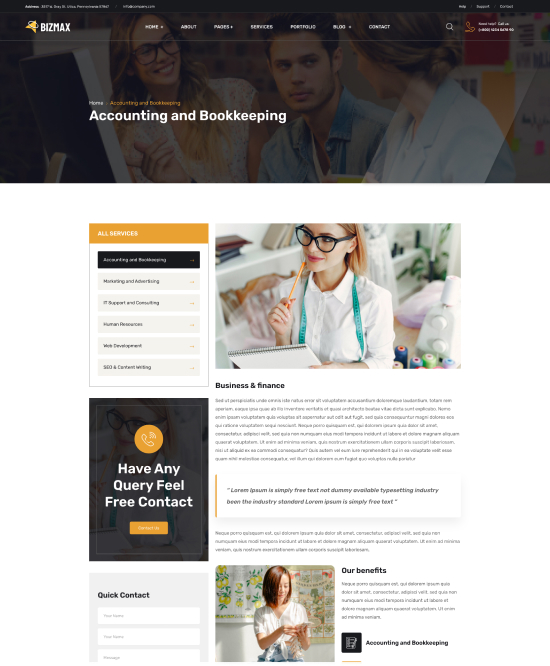 Address: 3517 W. Gray St. Utica, Pennsylvania 57867
info@company.com
Help / Support / Contact
BIZMAX
HOME + ABOUT PAGES + SERVICES PORTFOLIO BLOG + CONTACT
Need help? Call us
(+800) 1234 5678 90
Home / Accounting and Bookkeeping
Accounting and Bookkeeping
ALL SERVICES
Accounting and Bookkeeping →
Marketing and Advertising →
IT Support and Consulting →
Human Resources →
Web Development →
SEO & Content Writing →
Have Any
Query Feel
Free Contact
Contact Us
Quick Contact
Your Name
Your Name
Message
Business & finance
Sed ut perspiciatis unde omnis iste natus error sit voluptatem accusantium doloremque laudantium, totam rem
aperiam, eaque ipsa quae ab illo inventore veritatis et quasi architecto beatae vitae dicta sunt explicabo. Nemo
enim ipsam voluptatem quia voluptas sit aspernatur aut odit aut fugit, sed quia consequuntur magni dolores eos
qui ratione voluptatem sequi nesciunt. Neque porro quisquam est, qui dolorem ipsum quia dolor sit amet,
consectetur, adipisci velit, sed quia non numquam eius modi tempora incidunt ut labore et dolore magnam aliquam
quaerat voluptatem. Ut enim ad minima veniam, quis nostrum exercitationem ullam corporis suscipit laboriosam,
nisi ut aliquid ex ea commodi consequatur? Quis autem vel eum iure reprehenderit qui in ea voluptate velit esse
quam nihil molestiae consequatur, vel illum qui dolorem eum fugiat quo voluptas nulla pariatur
" Lorem Ipsum is simply free text not dummy available typesetting industry
been the industry standard Lorem ipsum is simply free text "
Neque porro quisquam est, qui dolorem ipsum quia dolor sit amet, consectetur, adipisci velit, sed quia non
numquam eius modi tempora incidunt ut labore et dolore magnam aliquam quaerat voluptatem. Ut enim ad minima
veniam, quis nostrum exercitationem ullam corporis suscipit laboriosam,
Our benefits
Neque porro quisquam est, qui dolorem ipsum quia
dolor sit amet, consectetur, adipisci velit, sed quia non
numquam eius modi tempora incidunt ut labore et
dolore magnam aliquam quaerat voluptatem. Ut enim
ad minima veniam.
Accounting and Bookkeeping